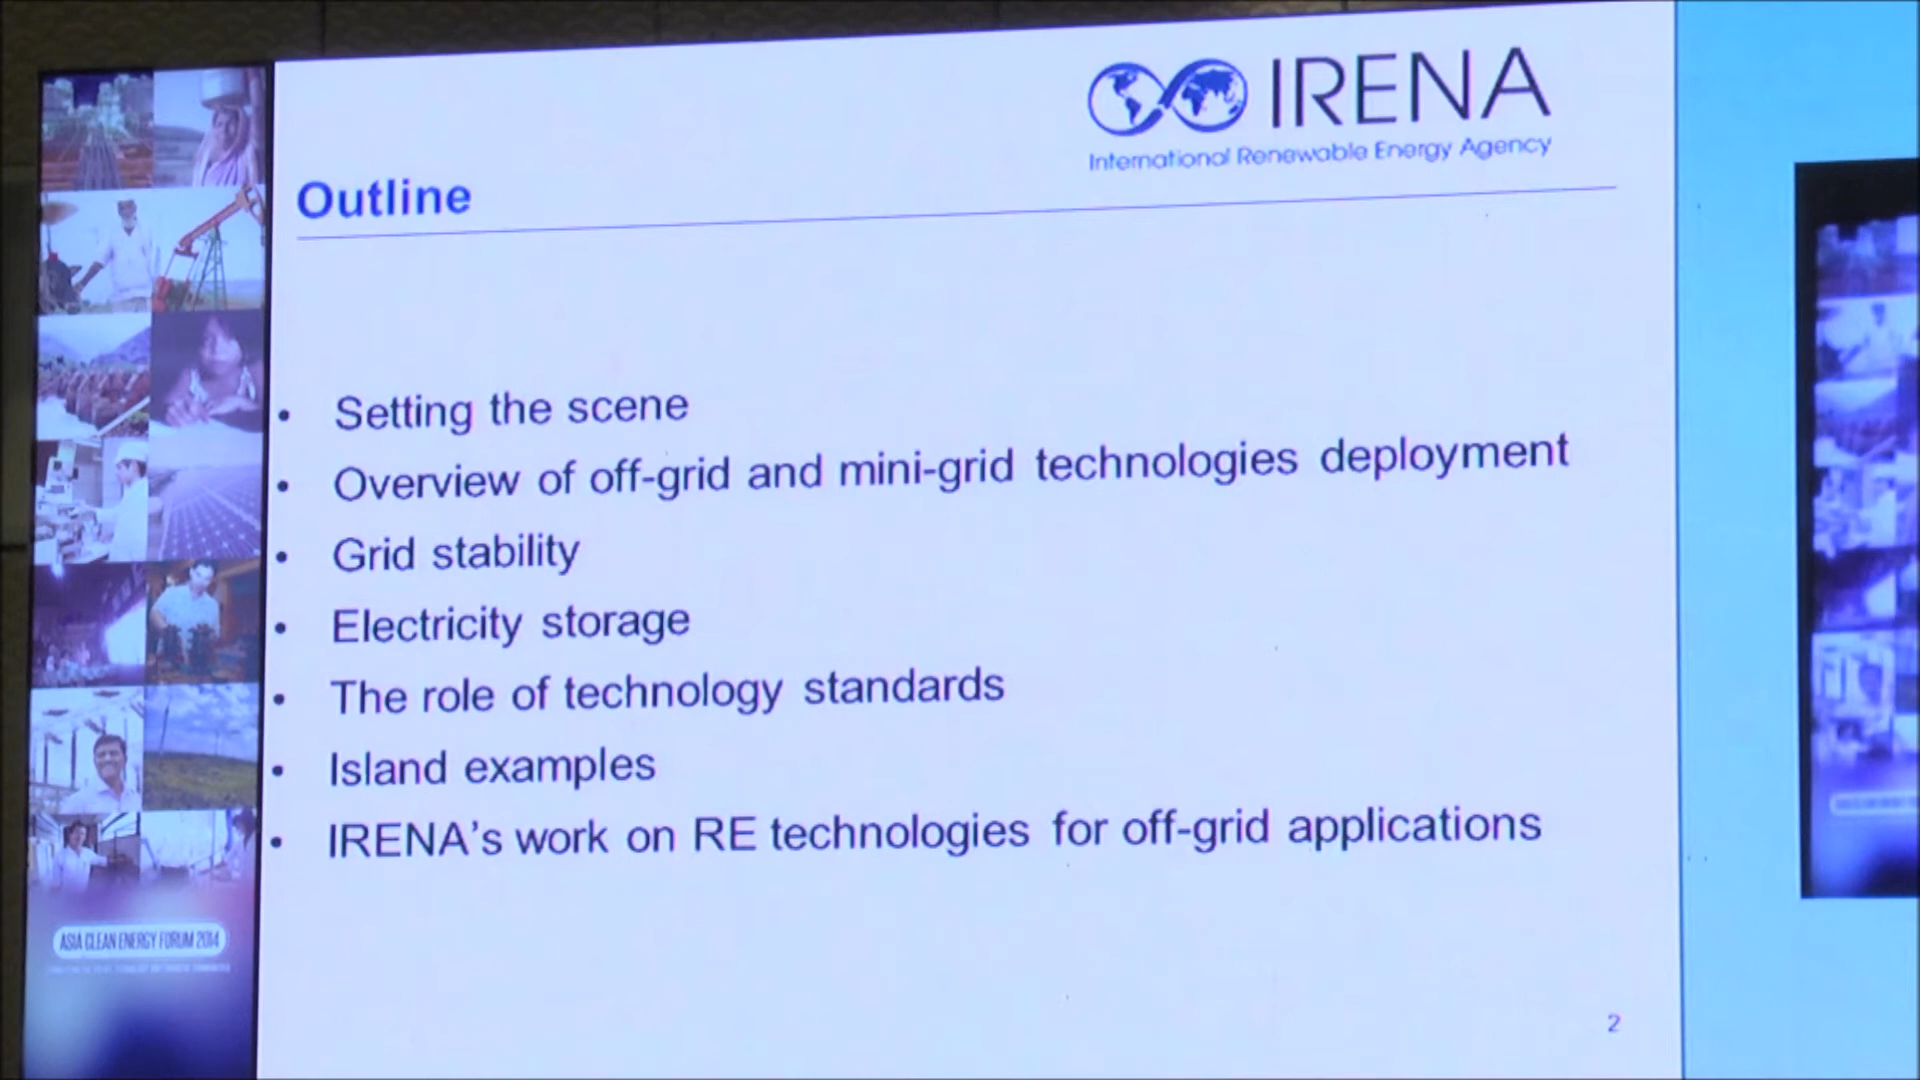 IRENA
International Renewable Energy Agency
Outline
• Setting the scene
• Overview of off-grid and mini-grid technologies deployment
• Grid stability
• Electricity storage
• The role of technology standards
• Island examples
• IRENA's work on RE technologies for off-grid applications
ASIA CLEAN ENERGY FORUM 2014
2